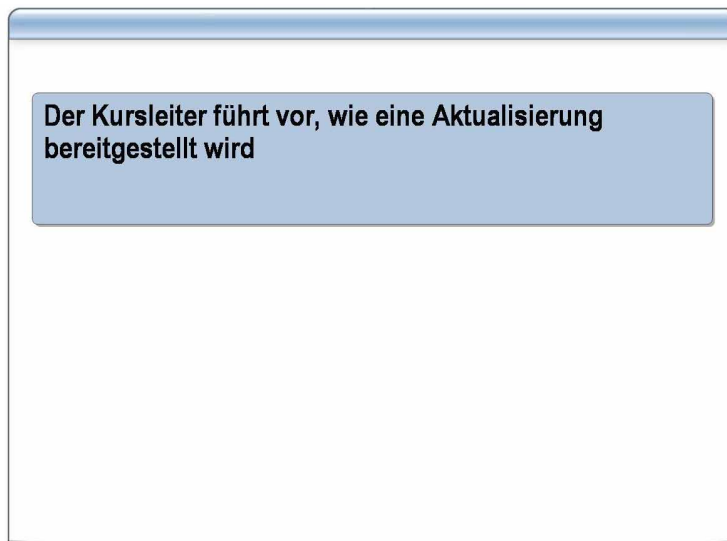 Der Kursleiter führt vor, wie eine Aktualisierung
bereitgestellt wird